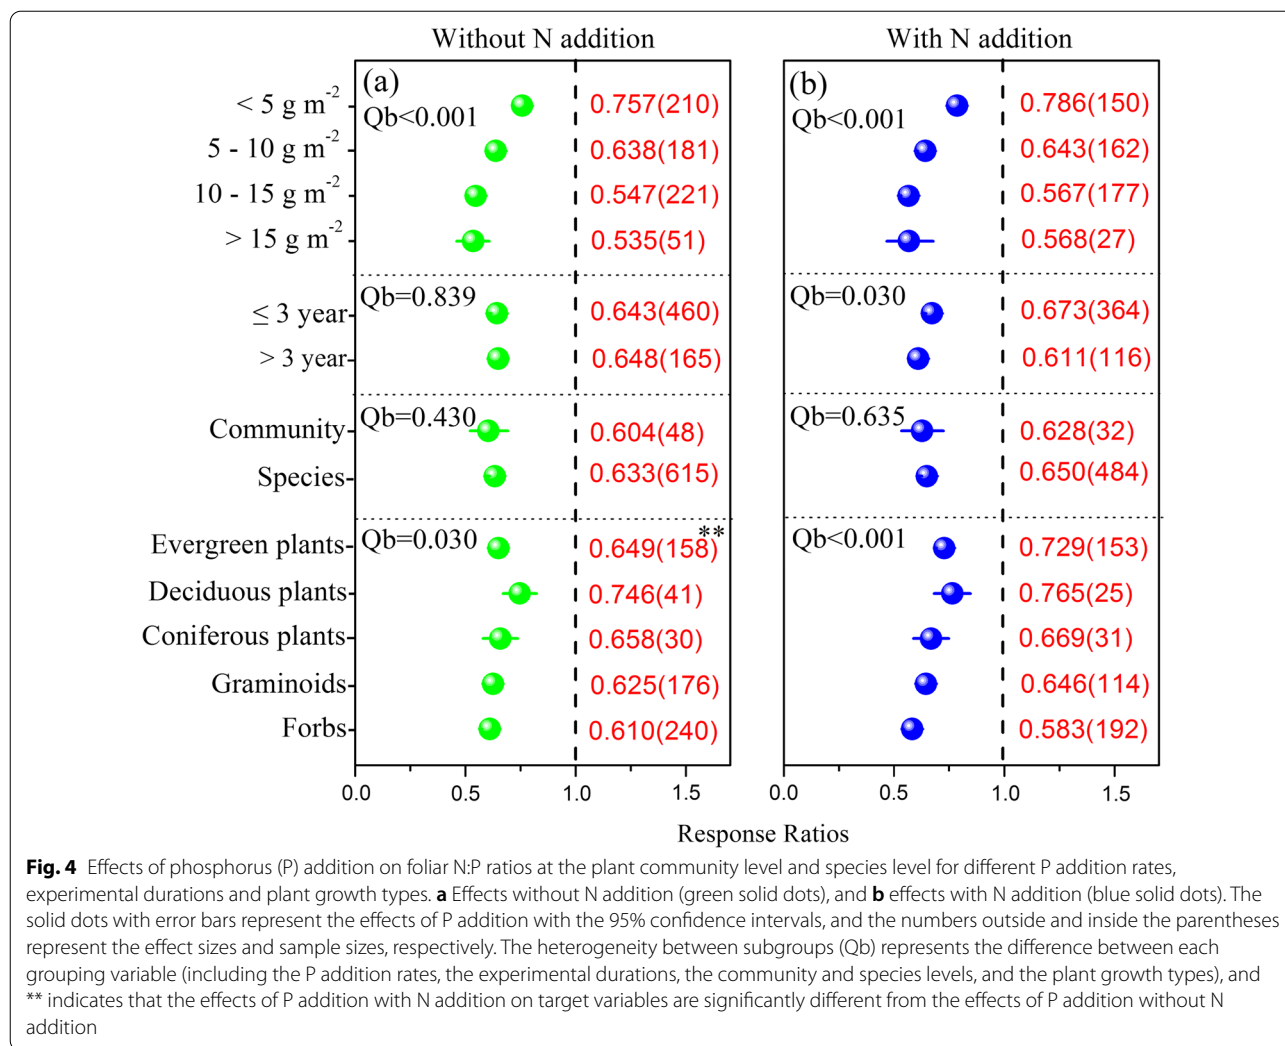 Without N addition
With N addition
(a)
(b)
< 5 g m-2
Qb<0.001
0.757(210)
Qb<0.001
0.786(150)
5 - 10 g m-2
0.638(181)
0.643(162)
10 - 15 g m-2
0.547(221)
0.567(177)
> 15 g m-2
0.535(51)
0.568(27)
Qb=0.839
Qb=0.030
≤ 3 year
0.643(460)
0.673(364)
> 3 year
0.648(165)
0.611(116)
Qb=0.430
Qb=0.635
Community
0.604(48)
0.628(32)
Species
0.633(615)
0.650(484)
Qb=0.030
Qb<0.001
Evergreen plants
0.649(158)**
0.729(153)
Deciduous plants
0.746(41)
0.765(25)
Coniferous plants
0.658(30)
0.669(31)
Graminoids
0.625(176)
0.646(114)
Forbs
0.610(240)
0.583(192)
0.0 0.5 1.0 1.5
0.0 0.5 1.0 1.5
Response Ratios
Fig. 4 Effects of phosphorus (P) addition on foliar N:P ratios at the plant community level and species level for different P addition rates,
experimental durations and plant growth types. a Effects without N addition (green solid dots), and b effects with N addition (blue solid dots). The
solid dots with error bars represent the effects of P addition with the 95% confidence intervals, and the numbers outside and inside the parentheses
represent the effect sizes and sample sizes, respectively. The heterogeneity between subgroups (Qb) represents the difference between each
grouping variable (including the P addition rates, the experimental durations, the community and species levels, and the plant growth types), and
** indicates that the effects of P addition with N addition on target variables are significantly different from the effects of P addition without N
addition